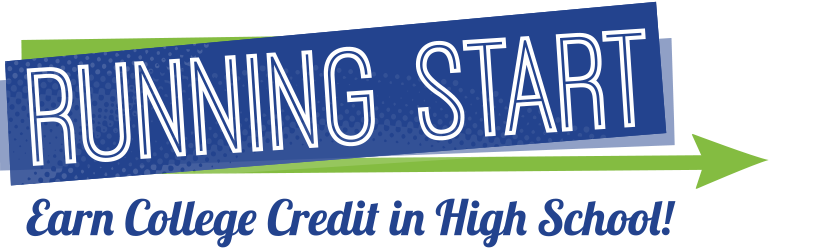 RUNNING START
Earn College Credit in High School!